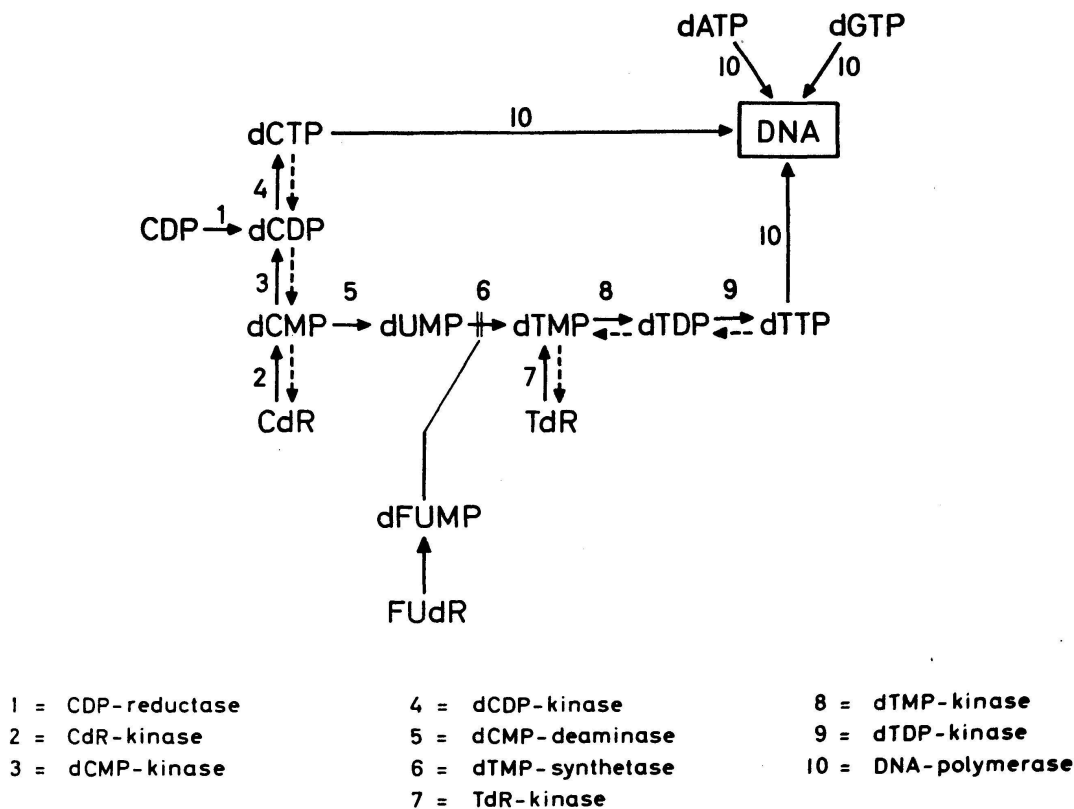 dATP dGTP
10 10
dCTP 10 DNA
4
CDP 1 dCDP
10
3 5 6 8 9
dCMP dUMP dTMP dTDP dTTP
2 7
CdR TdR
dFUMP
FUdR
1 = CDP-reductase
2 = CdR-kinase
3 = dCMP-kinase
4 = dCDP-kinase
5 = dCMP-deaminase
6 = dTMP-synthetase
7 = TdR-kinase
8 = dTMP-kinase
9 = dTDP-kinase
10 = DNA-polymerase